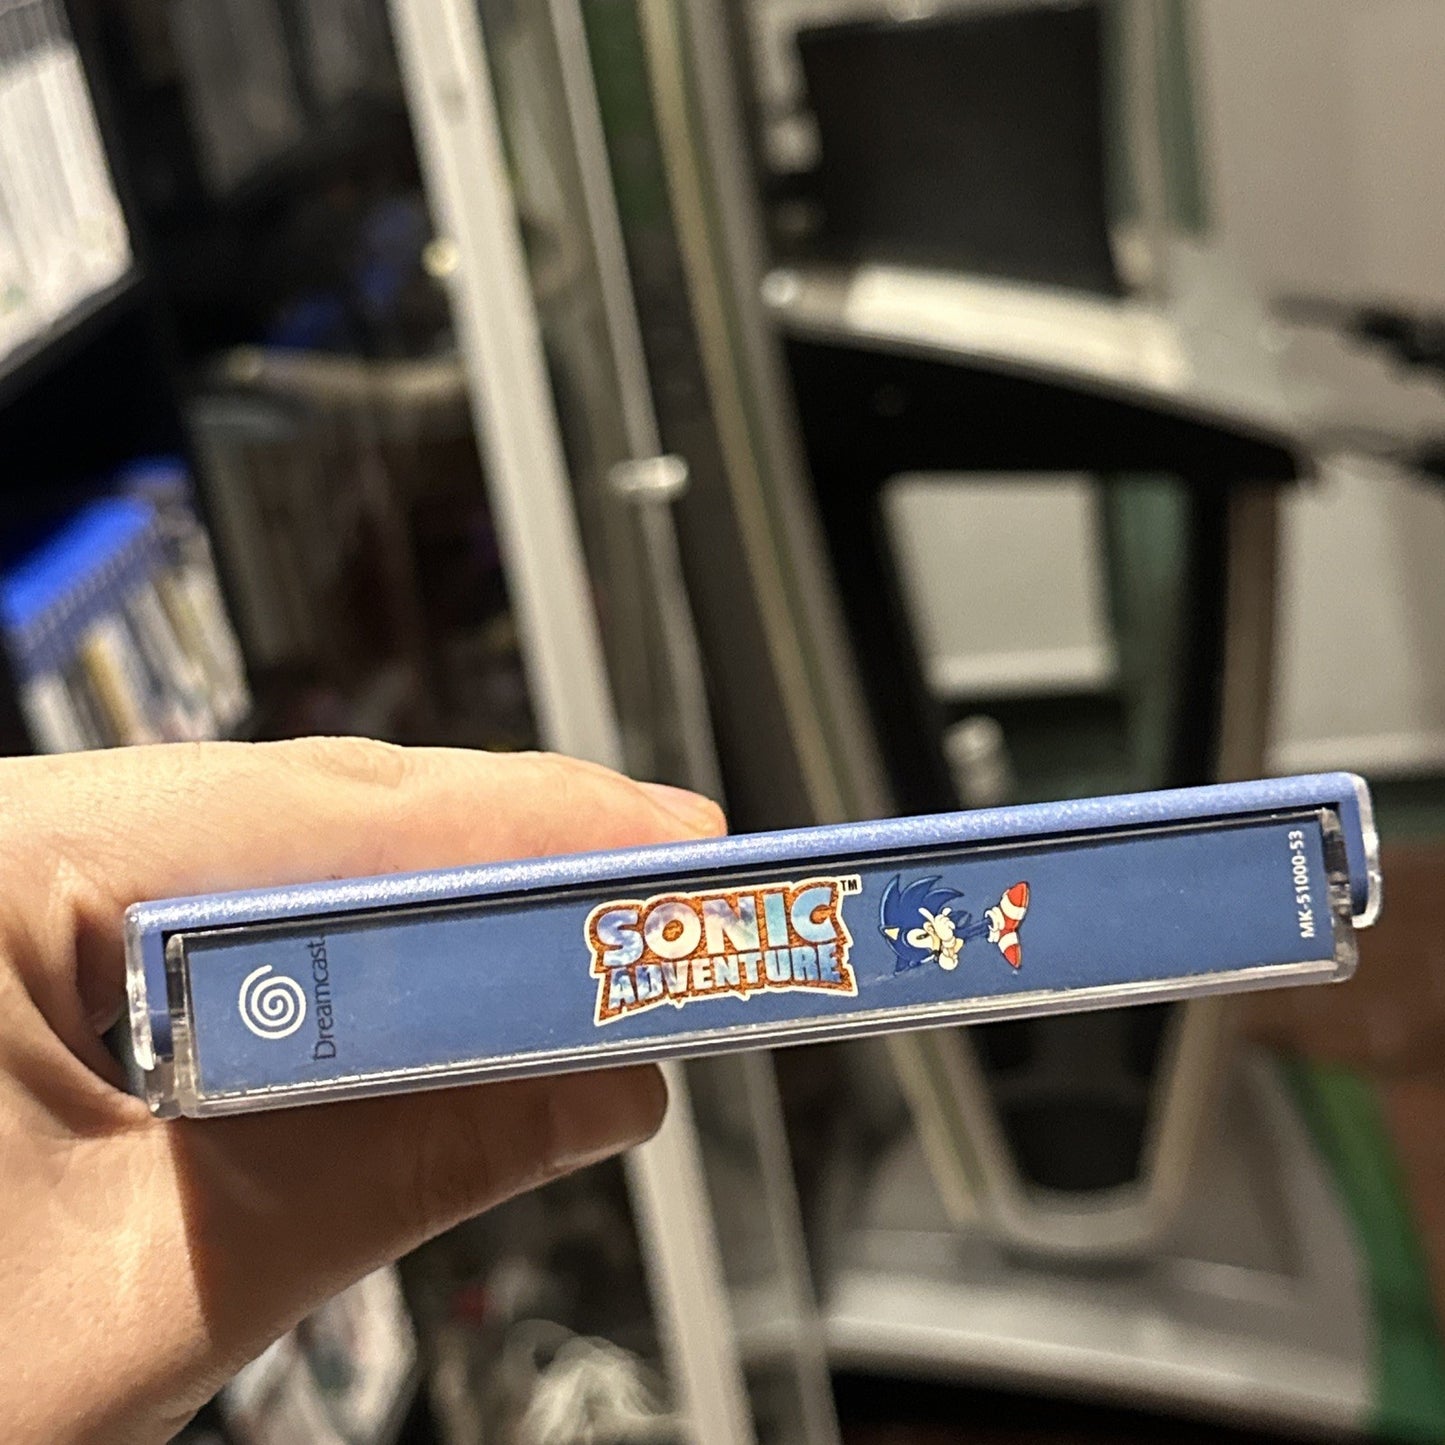 Dreamcast
SONIC™
ADVENTURE
MK-51000-53